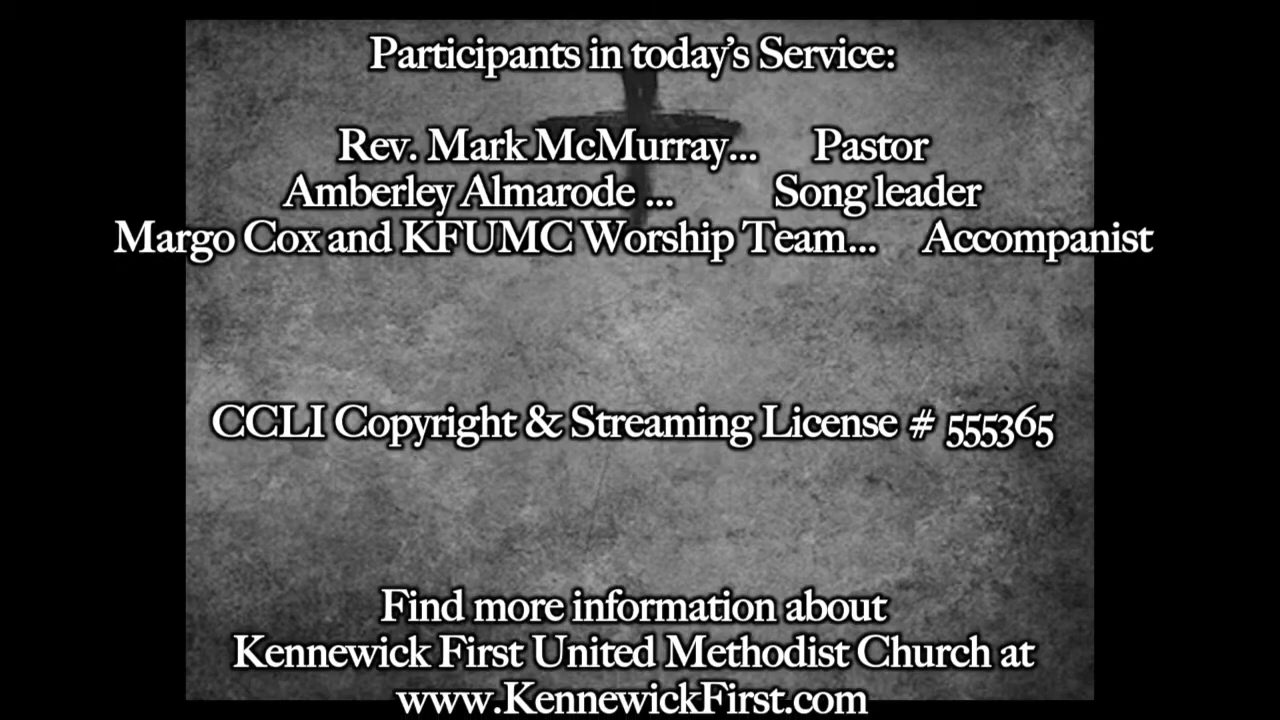 Participants in today's Service:
Rev. Mark McMurray... Pastor
Amberley Almarode ... Song leader
Margo Cox and KFUMC Worship Team... Accompanist
CCLI Copyright & Streaming License # 555365
Find more information about
Kennewick First United Methodist Church at
www.KennewickFirst.com